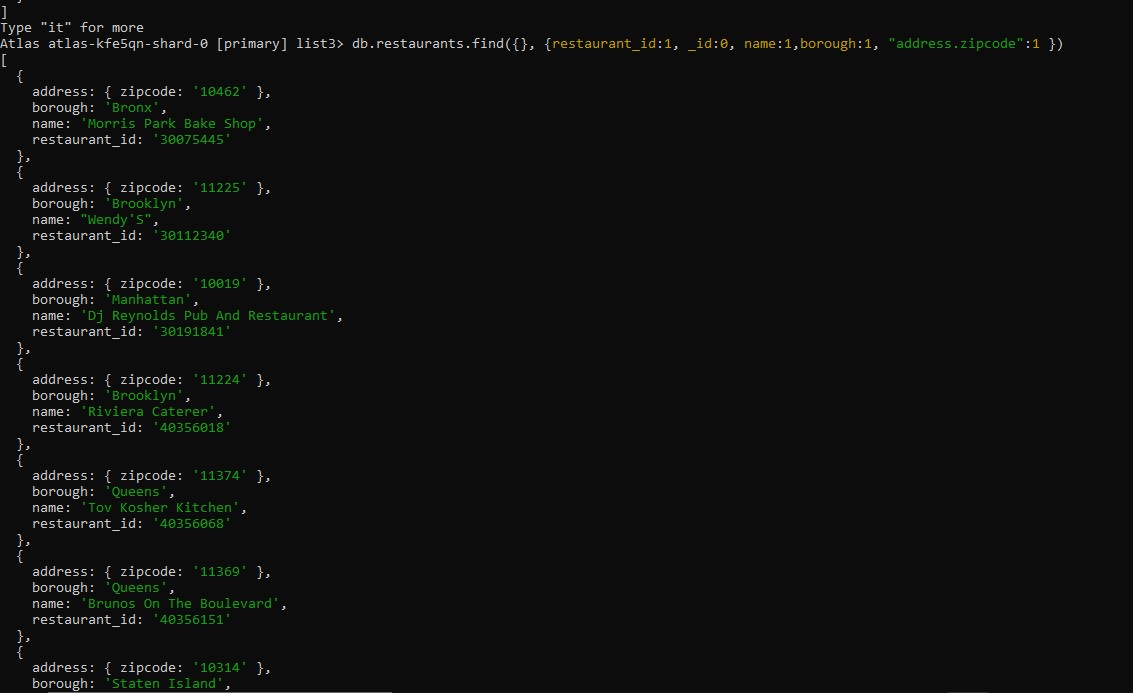 ]
Type "it" for more
Atlas atlas-kfe5qn-shard-0 [primary] list3> db.restaurants.find({}, {restaurant_id:1, _id:0, name:1,borough:1, "address.zipcode":1 })
[
  {
    address: { zipcode: '10462' },
    borough: 'Bronx',
    name: 'Morris Park Bake Shop',
    restaurant_id: '30075445'
  },
  {
    address: { zipcode: '11225' },
    borough: 'Brooklyn',
    name: "Wendy'S",
    restaurant_id: '30112340'
  },
  {
    address: { zipcode: '10019' },
    borough: 'Manhattan',
    name: 'Dj Reynolds Pub And Restaurant',
    restaurant_id: '30191841'
  },
  {
    address: { zipcode: '11224' },
    borough: 'Brooklyn',
    name: 'Riviera Caterer',
    restaurant_id: '40356018'
  },
  {
    address: { zipcode: '11374' },
    borough: 'Queens',
    name: 'Tov Kosher Kitchen',
    restaurant_id: '40356068'
  },
  {
    address: { zipcode: '11369' },
    borough: 'Queens',
    name: 'Brunos On The Boulevard',
    restaurant_id: '40356151'
  },
  {
    address: { zipcode: '10314' },
    borough: 'Staten Island',